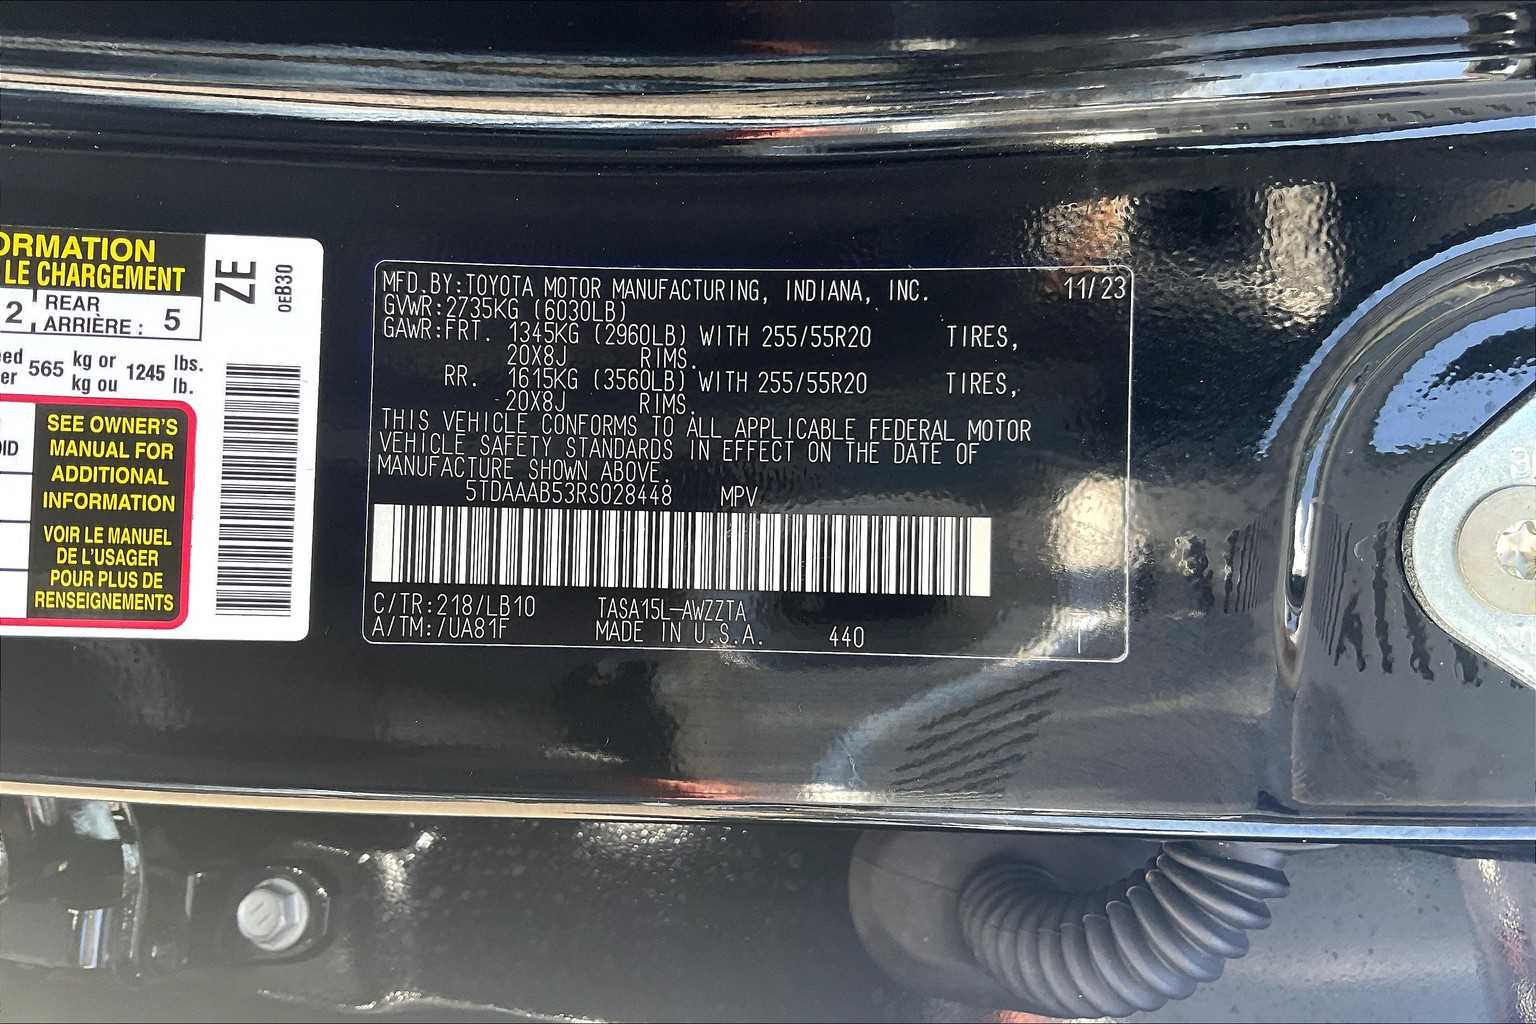 ORMATION
LE CHARGEMENT
2, REAR ARRIÈRE : 5
565 kg or kg ou 1245 lbs. lb.
SEE OWNER'S
MANUAL FOR
ADDITIONAL
INFORMATION
VOIR LE MANUEL
DE L'USAGER
POUR PLUS DE
RENSEIGNEMENTS
ZE
0EB30
MFD.BY:TOYOTA MOTOR MANUFACTURING, INDIANA, INC. 11/23
GVWR:2735KG (6030LB)
GAWR:FRT. 1345KG (2960LB) WITH 255/55R20 TIRES,
20X8J RIMS.
RR. 1615KG (3560LB) WITH 255/55R20 TIRES,
20X8J RIMS.
THIS VEHICLE CONFORMS TO ALL APPLICABLE FEDERAL MOTOR
VEHICLE SAFETY STANDARDS IN EFFECT ON THE DATE OF
MANUFACTURE SHOWN ABOVE.
5TDAAAB53RS028448 MPV
C/TR:218/LB10 TASA15L-AWZZTA
A/TM:/UA81F MADE IN U.S.A. 440